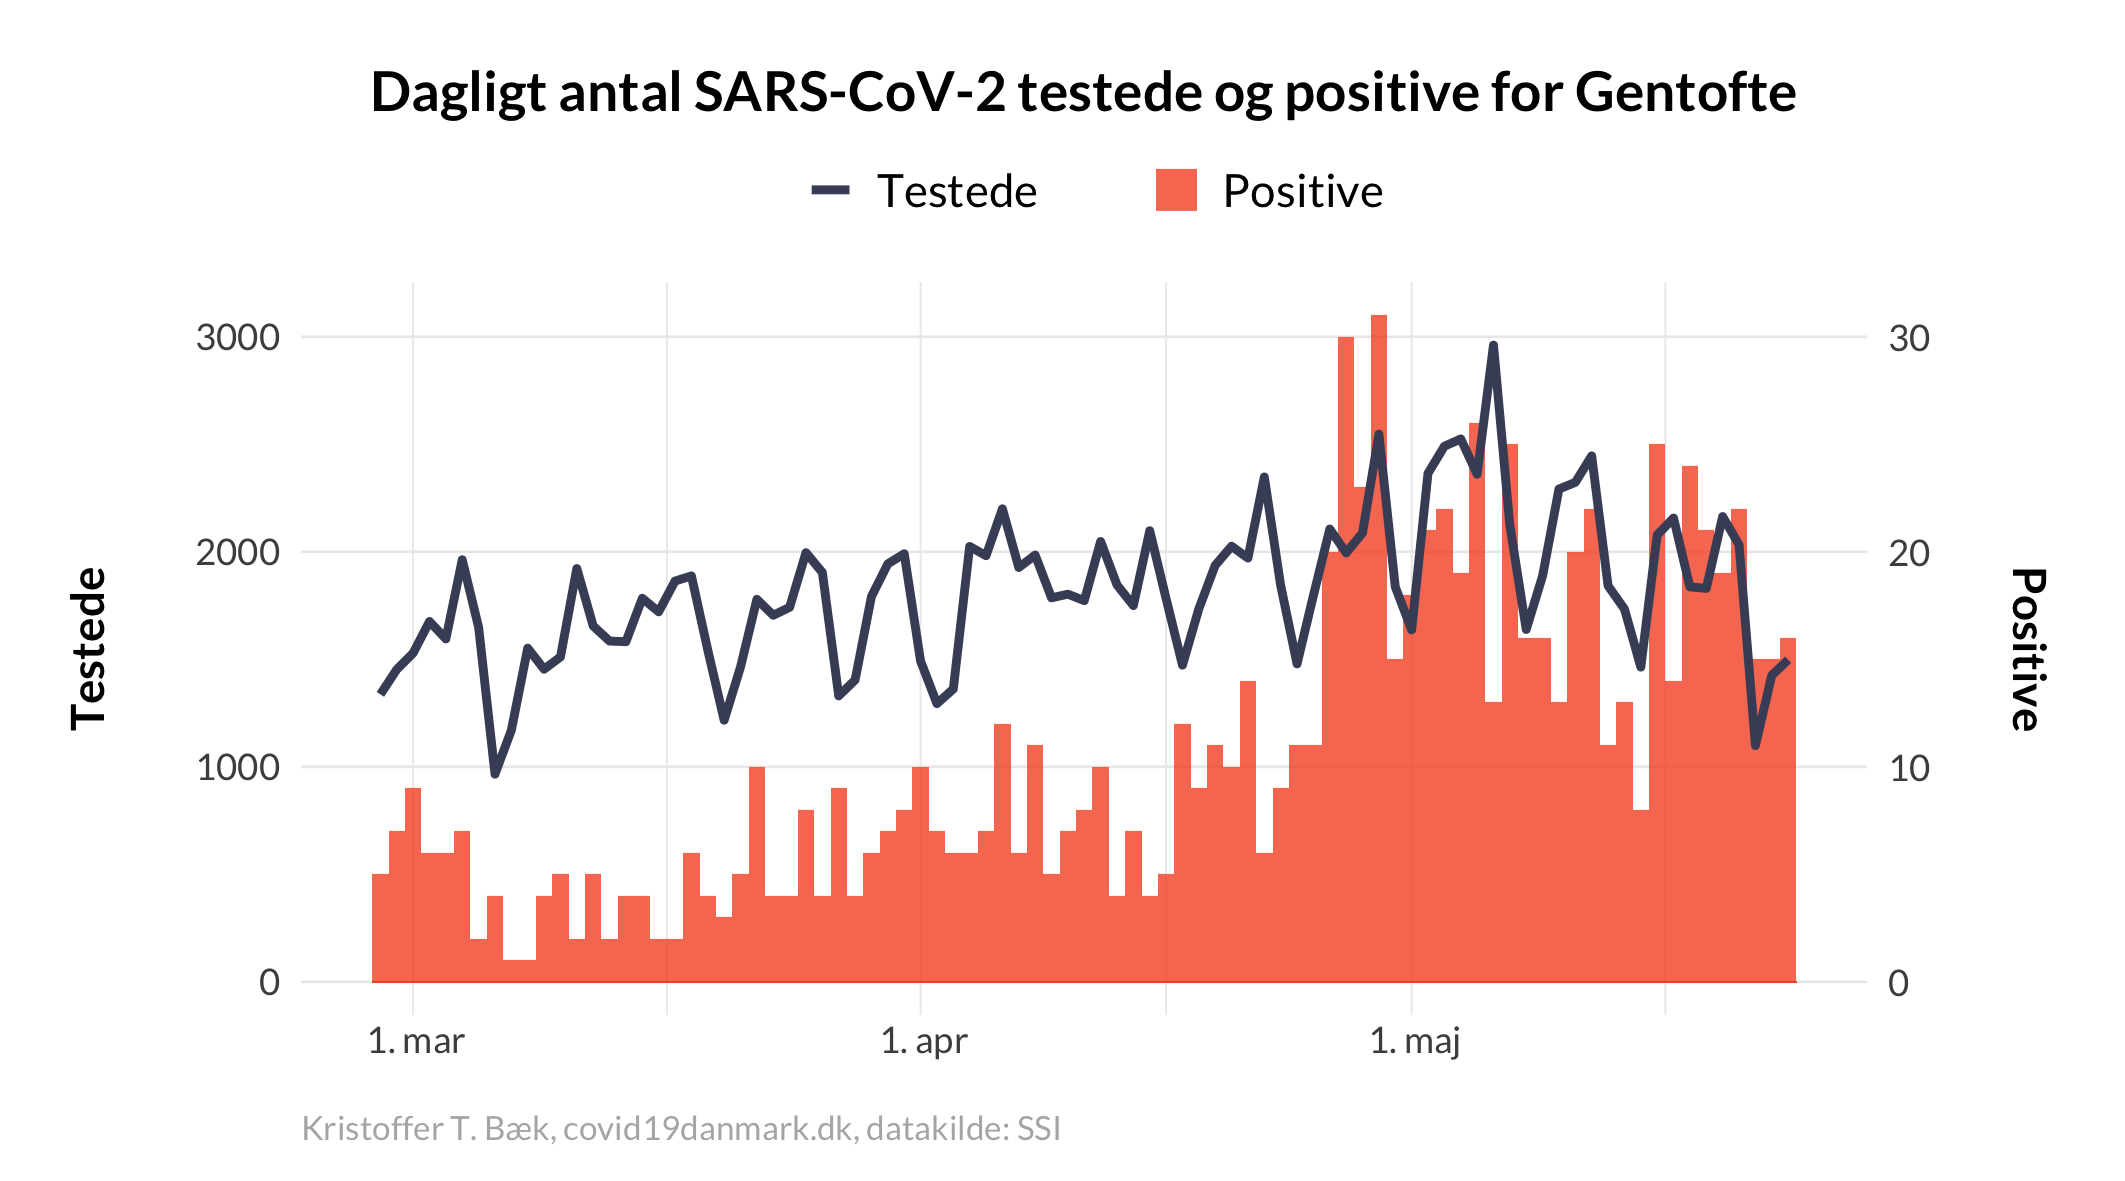 Dagligt antal SARS-CoV-2 testede og positive for Gentofte
Testede
Positive
3000
2000
1000
0
30
20
10
0
Testede
Positive
1. mar
1. apr
1. maj
Kristoffer T. Bæk, covid19danmark.dk, datakilde: SSI